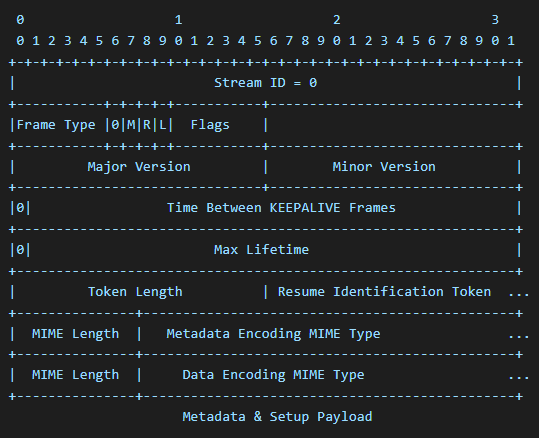 0                   1                   2                   3
 0 1 2 3 4 5 6 7 8 9 0 1 2 3 4 5 6 7 8 9 0 1 2 3 4 5 6 7 8 9 0 1
+-+-+-+-+-+-+-+-+-+-+-+-+-+-+-+-+-+-+-+-+-+-+-+-+-+-+-+-+-+-+-+-+
|                         Stream ID = 0                         |
+-----------+-+-+-+-+-----------+-------------------------------+
|Frame Type |0|M|R|L|  Flags    |
+-----------+-+-+-+-+-----------+-------------------------------+
|         Major Version         |        Minor Version          |
+-------------------------------+-------------------------------+
|0|                 Time Between KEEPALIVE Frames               |
+---------------------------------------------------------------+
|0|                       Max Lifetime                          |
+---------------------------------------------------------------+
|         Token Length          | Resume Identification Token  ...
+---------------+-----------------------------------------------+
|  MIME Length  |   Metadata Encoding MIME Type                ...
+---------------+-----------------------------------------------+
|  MIME Length  |     Data Encoding MIME Type                  ...
+---------------+-----------------------------------------------+
                      Metadata & Setup Payload